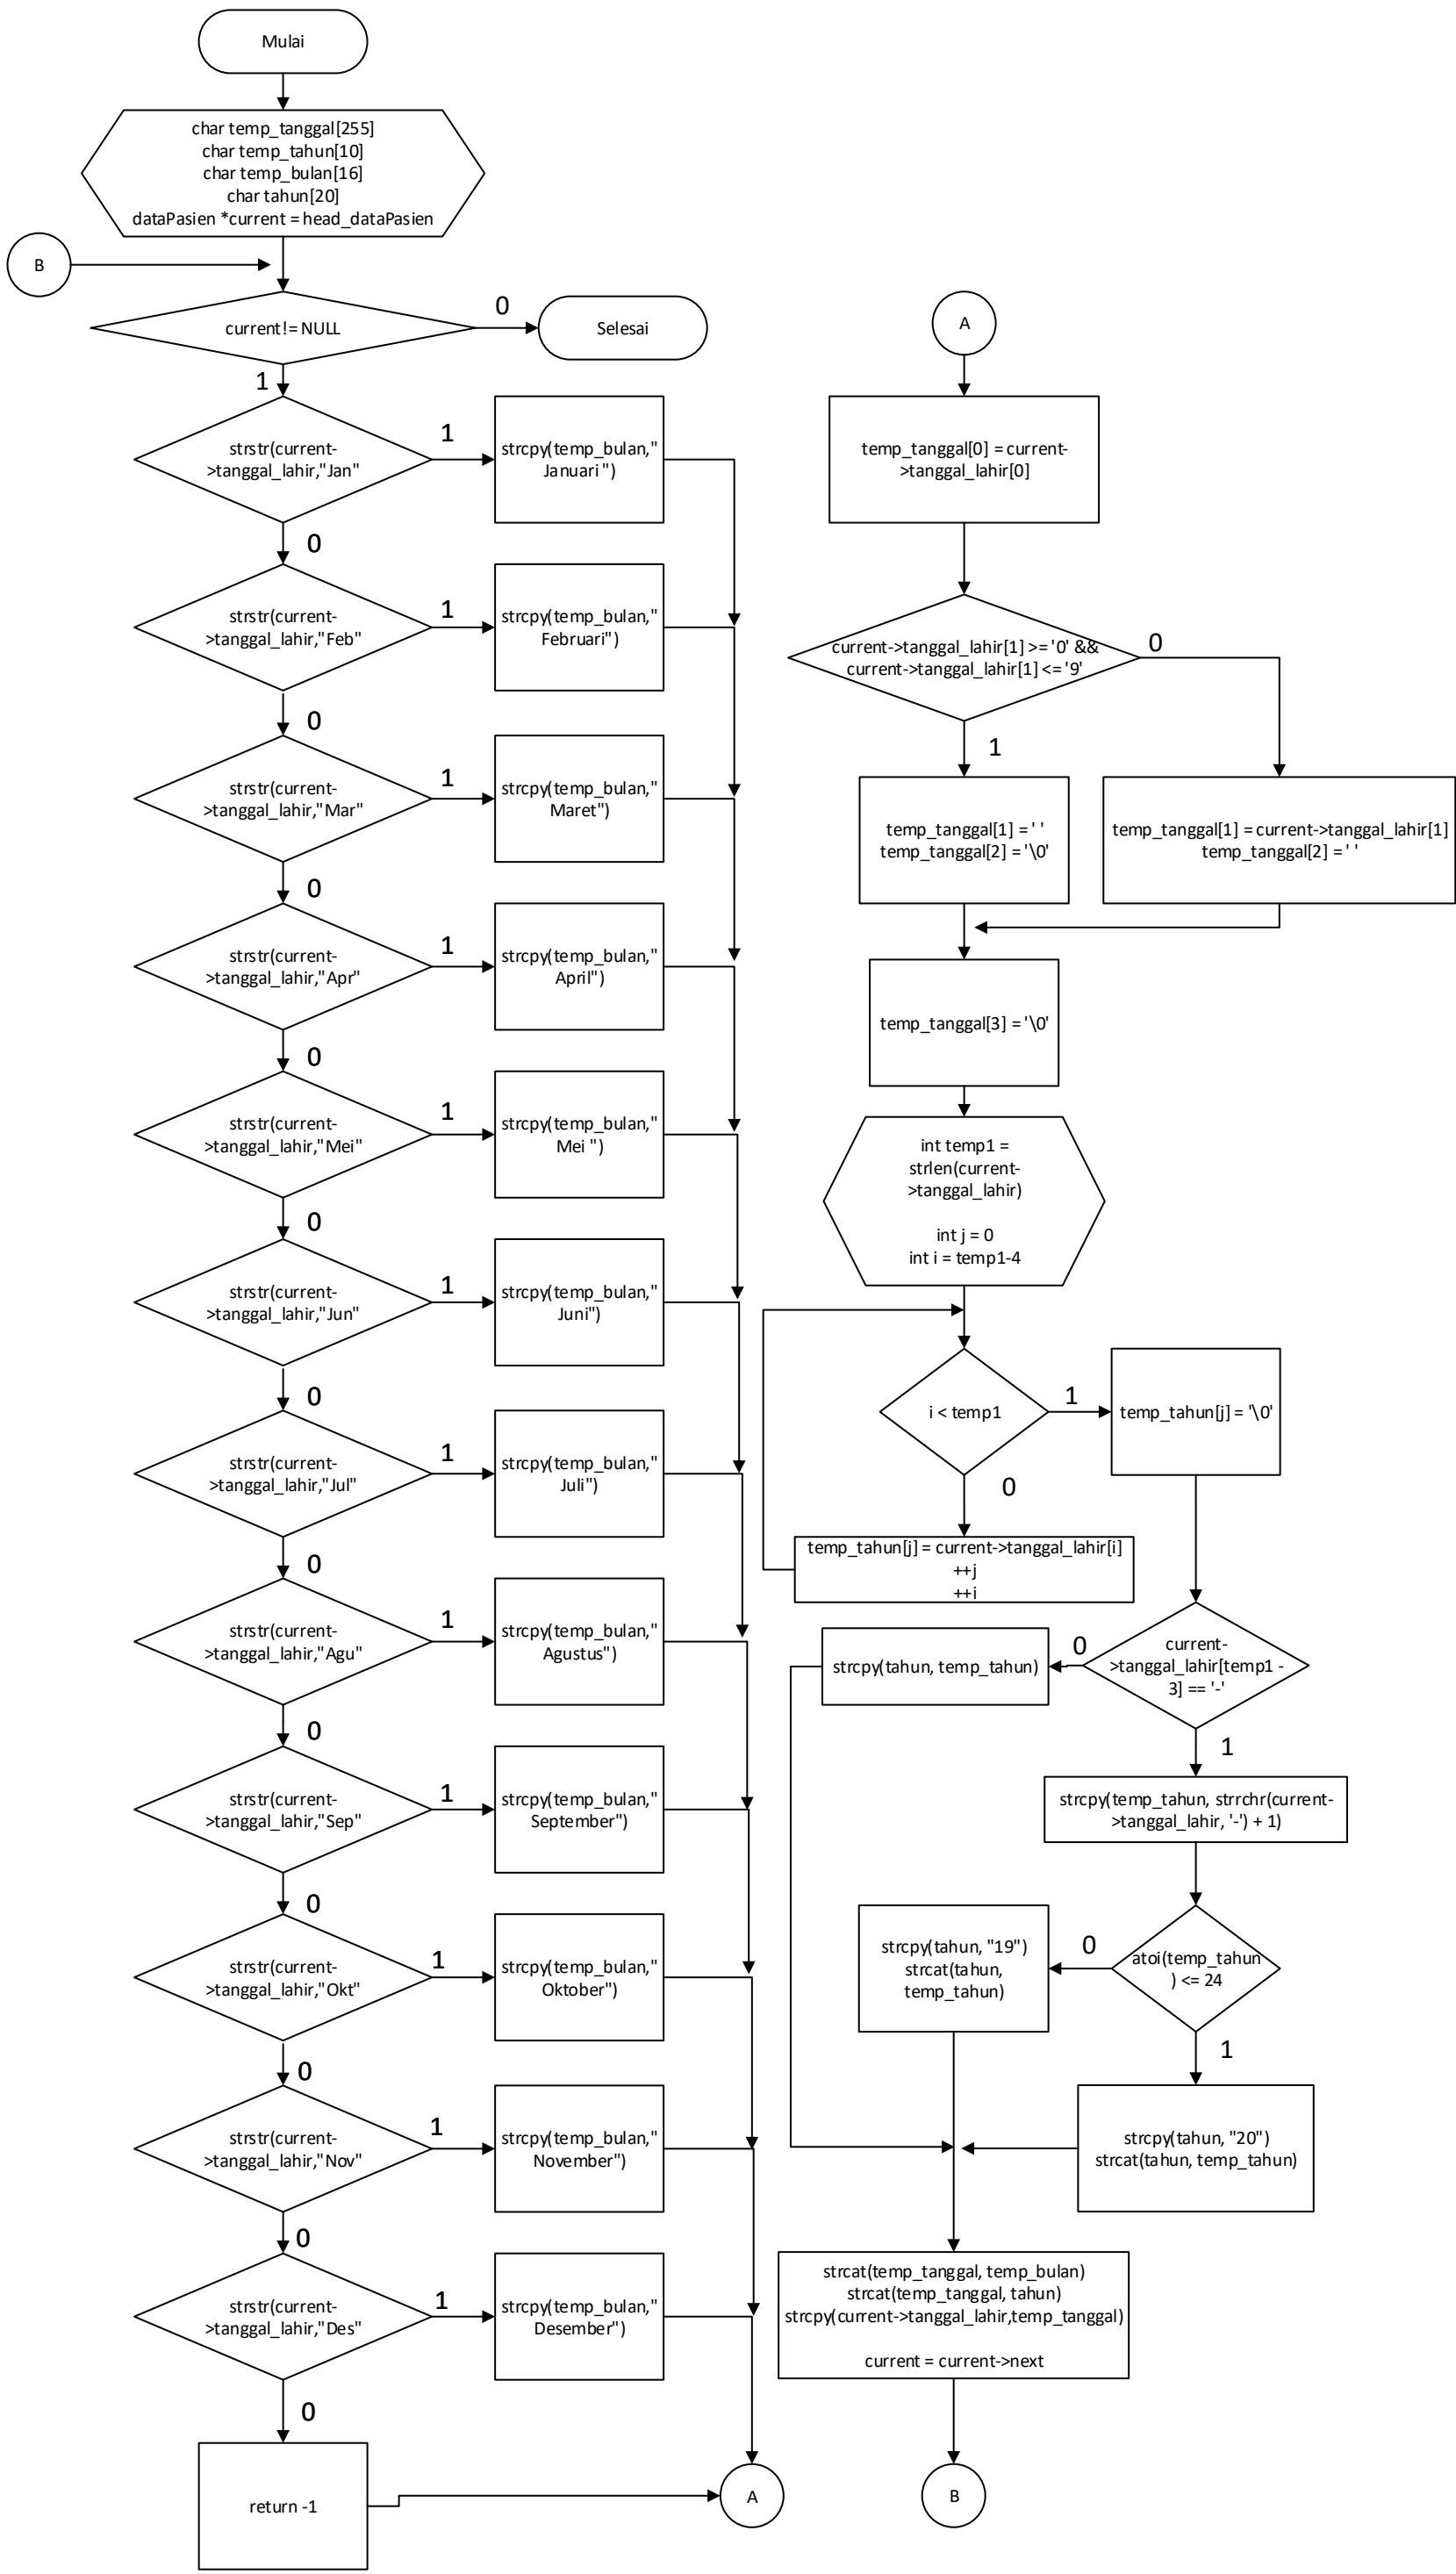 Mulai
char temp_tanggal[255]
char temp_tahun[10]
char temp_bulan[16]
char tahun[20]
dataPasien *current = head_dataPasien
B
current != NULL
0
Selesai
1
strstr(current-
>tanggal_lahir,"Jan"
1
strcpy(temp_bulan,"
Januari ")
0
strstr(current-
>tanggal_lahir,"Feb"
1
strcpy(temp_bulan,"
Februari")
0
strstr(current-
>tanggal_lahir,"Mar"
1
strcpy(temp_bulan,"
Maret")
0
strstr(current-
>tanggal_lahir,"Apr"
1
strcpy(temp_bulan,"
April")
0
strstr(current-
>tanggal_lahir,"Mei"
1
strcpy(temp_bulan,"
Mei ")
0
strstr(current-
>tanggal_lahir,"Jun"
1
strcpy(temp_bulan,"
Juni")
0
strstr(current-
>tanggal_lahir,"Jul"
1
strcpy(temp_bulan,"
Juli")
0
strstr(current-
>tanggal_lahir,"Agu"
1
strcpy(temp_bulan,"
Agustus")
0
strstr(current-
>tanggal_lahir,"Sep"
1
strcpy(temp_bulan,"
September")
0
strstr(current-
>tanggal_lahir,"Okt"
1
strcpy(temp_bulan,"
Oktober")
0
strstr(current-
>tanggal_lahir,"Nov"
1
strcpy(temp_bulan,"
November")
0
strstr(current-
>tanggal_lahir,"Des"
1
strcpy(temp_bulan,"
Desember")
0
return -1
A
A
temp_tanggal[0] = current-
>tanggal_lahir[0]
current->tanggal_lahir[1] >= '0' &&
current->tanggal_lahir[1] <= '9'
0
1
temp_tanggal[1] = ' '
temp_tanggal[2] = '\0'
temp_tanggal[1] = current->tanggal_lahir[1]
temp_tanggal[2] = ' '
temp_tanggal[3] = '\0'
int temp1 =
strlen(current-
>tanggal_lahir)
int j = 0
int i = temp1-4
i < temp1
1
temp_tahun[j] = '\0'
0
temp_tahun[j] = current->tanggal_lahir[i]
++j
++i
current-
>tanggal_lahir[temp1 -
3] == '-'
0
strcpy(tahun, temp_tahun)
1
strcpy(temp_tahun, strrchr(current-
>tanggal_lahir, '-') + 1)
atoi(temp_tahun
) <= 24
0
strcpy(tahun, "19")
strcat(tahun,
temp_tahun)
1
strcpy(tahun, "20")
strcat(tahun, temp_tahun)
strcat(temp_tanggal, temp_bulan)
strcat(temp_tanggal, tahun)
strcpy(current->tanggal_lahir,temp_tanggal)
current = current->next
B